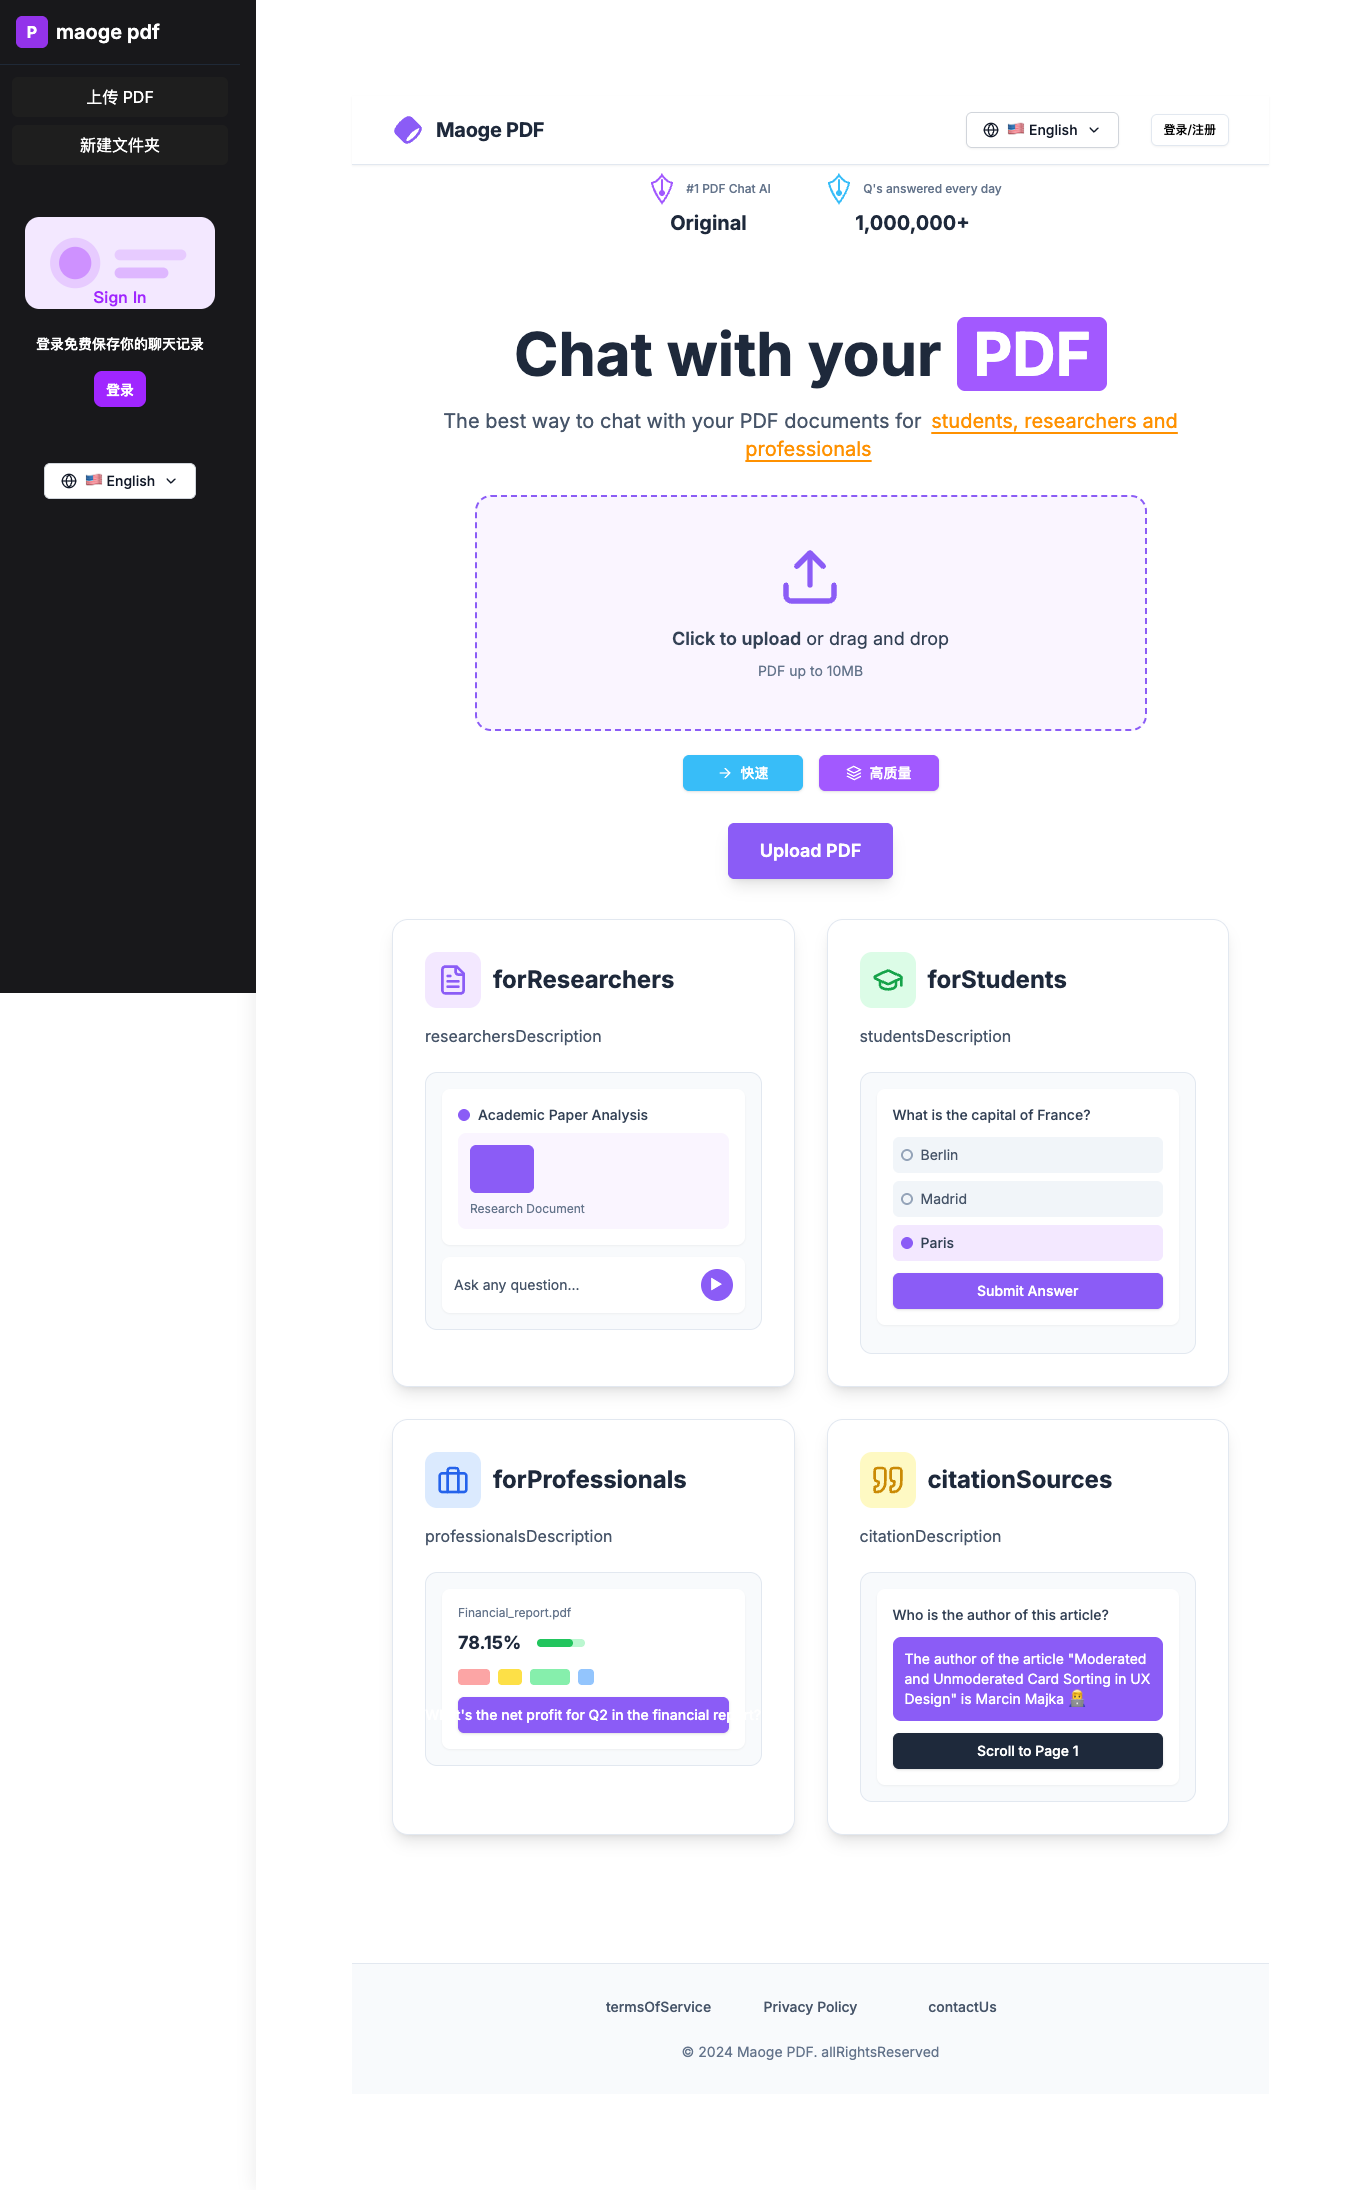 P maoge pdf
上传 PDF
新建文件夹
Sign In
登录免费保存你的聊天记录
登录
English
Maoge PDF
English
登录/注册
#1 PDF Chat AI
Original
Q's answered every day
1,000,000+
Chat with your PDF
The best way to chat with your PDF documents for students, researchers and
professionals
Click to upload or drag and drop
PDF up to 10MB
快速
高质量
Upload PDF
forResearchers
researchersDescription
Academic Paper Analysis
Research Document
Ask any question...
forStudents
studentsDescription
What is the capital of France?
Berlin
Madrid
Paris
Submit Answer
forProfessionals
professionalsDescription
Financial_report.pdf
78.15%
's the net profit for Q2 in the financial
citationSources
citationDescription
Who is the author of this article?
The author of the article "Moderated
and Unmoderated Card Sorting in UX
Design" is Marcin Majka
Scroll to Page 1
termsOfService
Privacy Policy
contactUs
© 2024 Maoge PDF. allRightsReserved